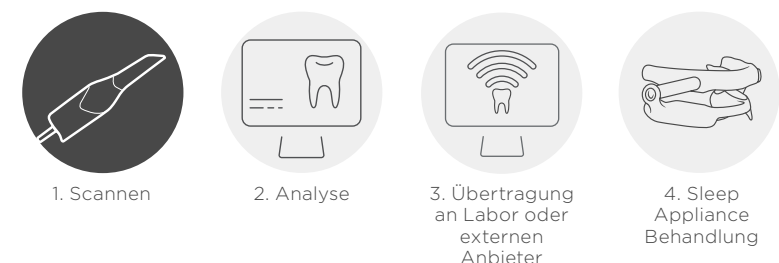 1. Scannen
2. Analyse
3. Übertragung
an Labor oder
externen
Anbieter
4. Sleep
Appliance
Behandlung